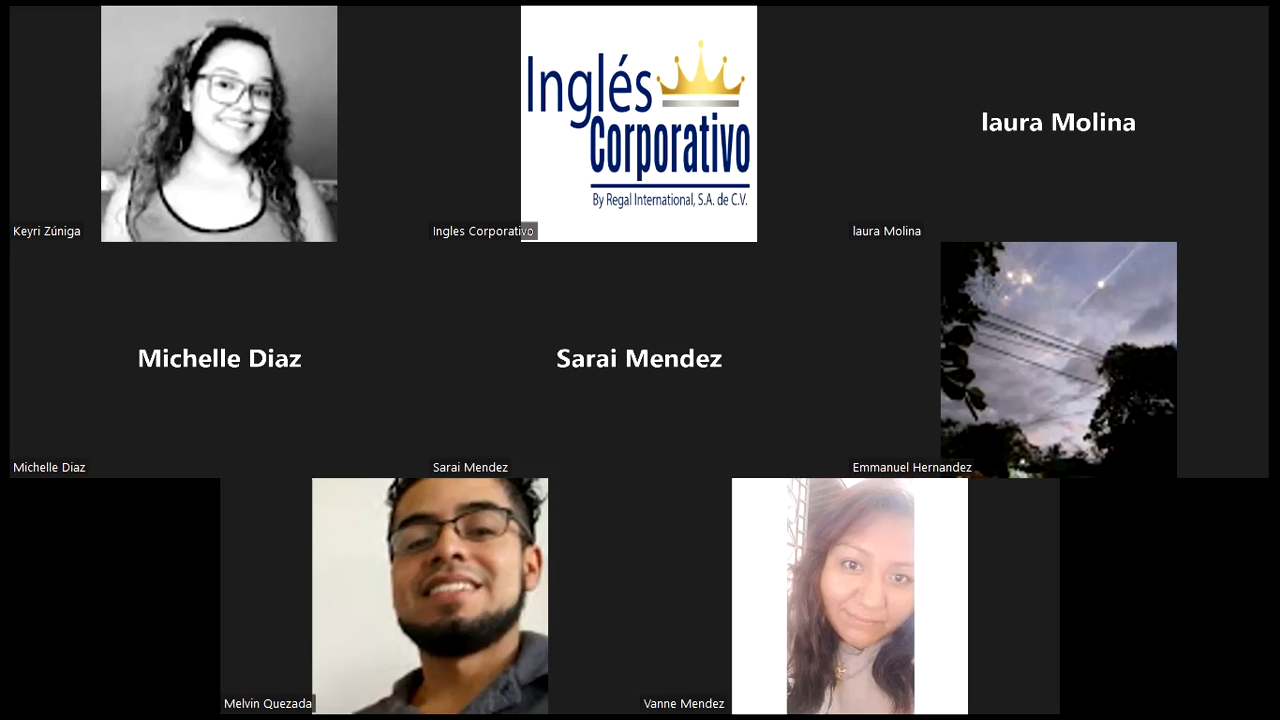 Inglés
Corporativo
By Regal International, S.A. de C.V.
laura Molina
Keyri Zúniga
Ingles Corporativo
laura Molina
Michelle Diaz
Sarai Mendez
Michelle Diaz
Sarai Mendez
Emmanuel Hernandez
Melvin Quezada
Vanne Mendez